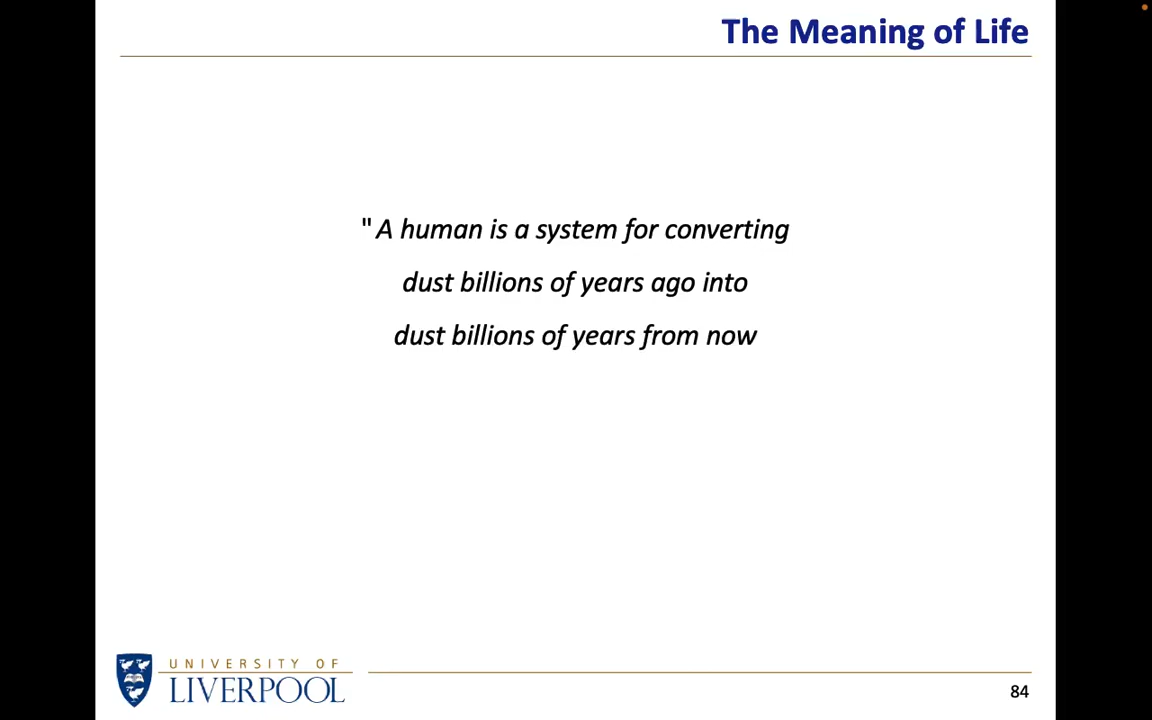 The Meaning of Life
" A human is a system for converting
dust billions of years ago into
dust billions of years from now
UNIVERSITY OF
LIVERPOOL
84